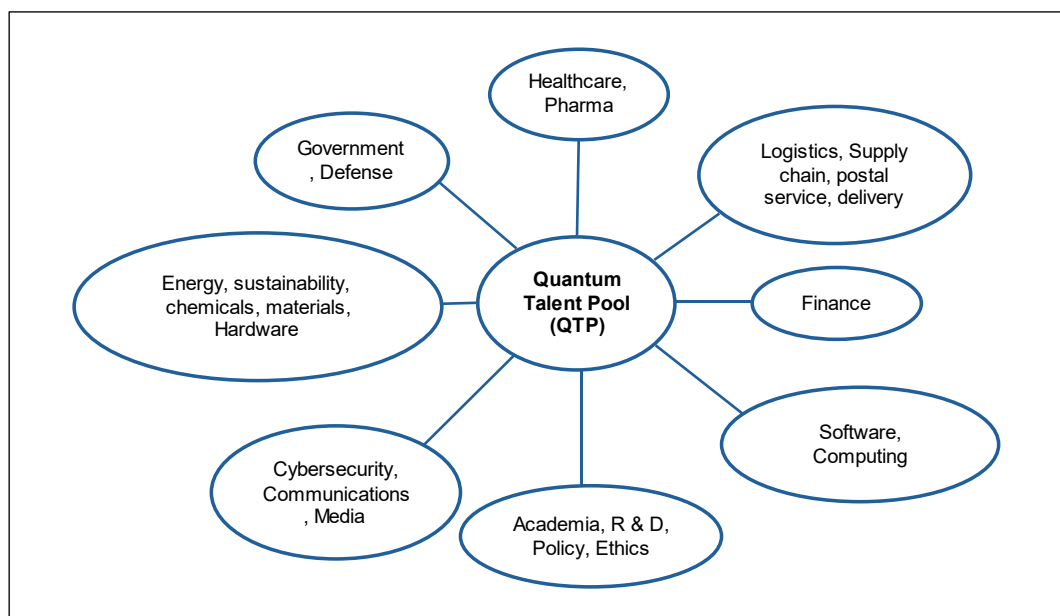 Healthcare,
Pharma
Government
, Defense
Logistics, Supply
chain, postal
service, delivery
Energy, sustainability,
chemicals, materials,
Hardware
Quantum
Talent Pool
(QTP)
Finance
Software,
Computing
Cybersecurity,
Communications
, Media
Academia, R & D,
Policy, Ethics